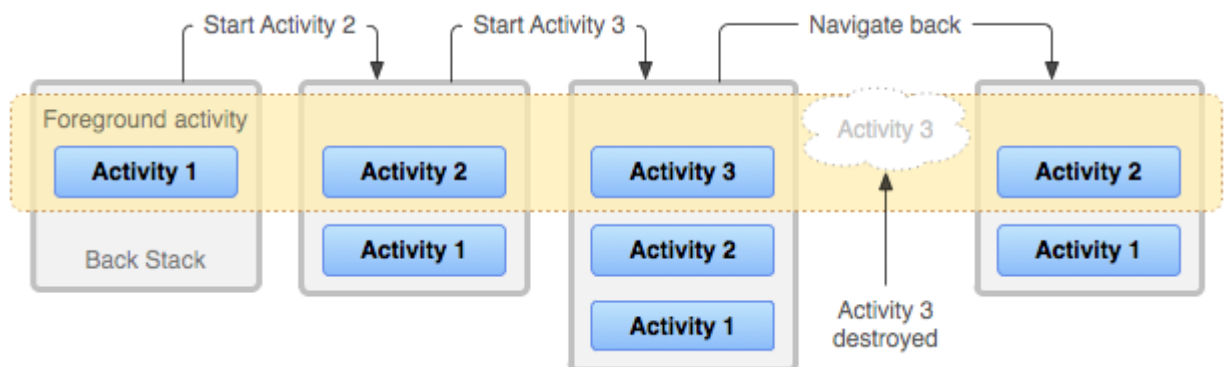 Start Activity 2
Start Activity 3
Navigate back
Foreground activity
Activity 1
Back Stack
Activity 2
Activity 1
Activity 3
Activity 2
Activity 1
Activity 3
Activity 3
destroyed
Activity 2
Activity 1